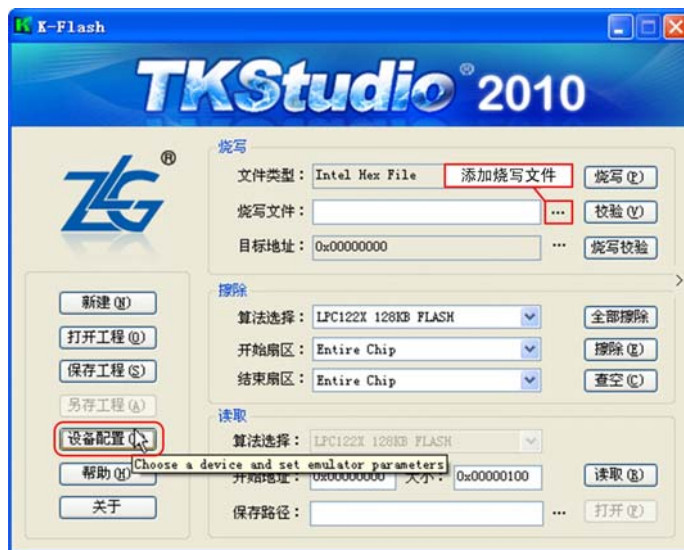 K-Flash
TKStudio® 2010
ZLG®
新建(N)
打开工程(O)
保存工程(S)
另存工程(A)
设备配置
帮助(H)
关于
烧写
文件类型： Intel Hex File 添加烧写文件 烧写(P)
烧写文件： ... 校验(V)
目标地址： 0x00000000 ... 烧写校验
擦除
算法选择： LPC122X 128KB FLASH 全部擦除
开始扇区： Entire Chip 擦除(E)
结束扇区： Entire Chip 查空(C)
读取
算法选择： LPC122X 128KB FLASH
Choose a device and set emulator parameters
开始地址： 0x00000000 大小： 0x00000100 读取(R)
保存路径： ... 打开(F)